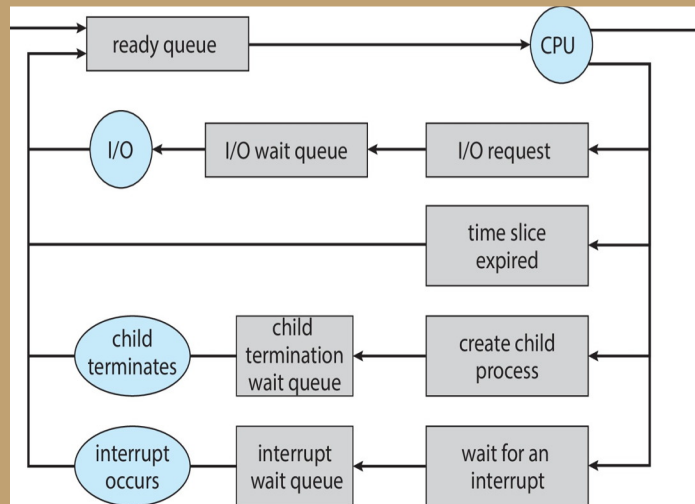 ready queue
CPU
I/O
I/O wait queue
I/O request
time slice
expired
child
terminates
child
termination
wait queue
create child
process
interrupt
occurs
interrupt
wait queue
wait for an
interrupt